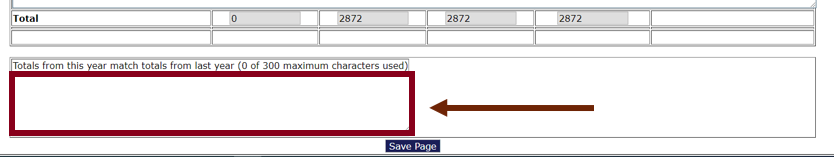 Total 0 2872 2872 2872
Totals from this year match totals from last year (0 of 300 maximum characters used)
Save Page